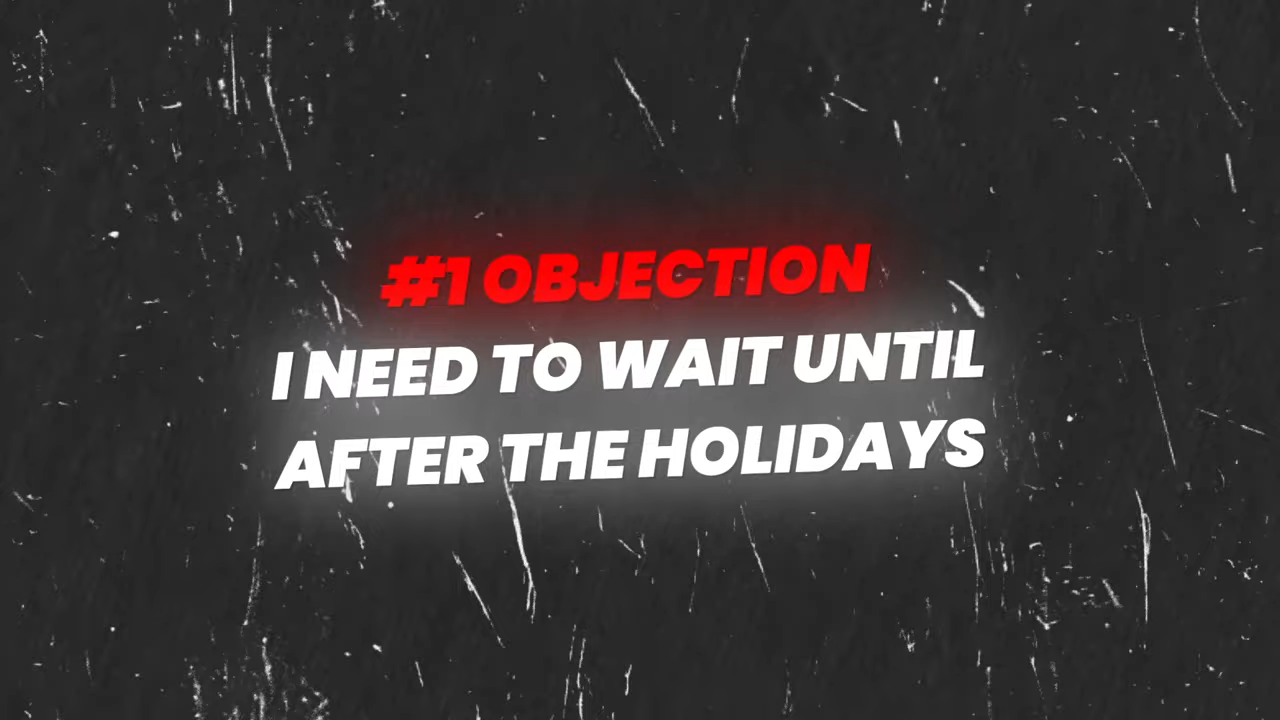 #1 OBJECTION
I NEED TO WAIT UNTIL
AFTER THE HOLIDAYS